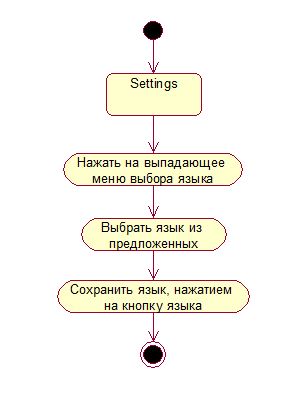 Settings
Нажать на выпадающее
меню выбора языка
Выбрать язык из
предложенных
Сохранить язык, нажатием
на кнопку языка